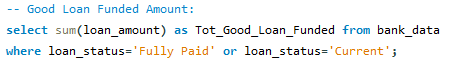 -- Good Loan Funded Amount:
select sum(loan_amount) as Tot_Good_Loan_Funded from bank_data
where loan_status='Fully Paid' or loan_status='Current';